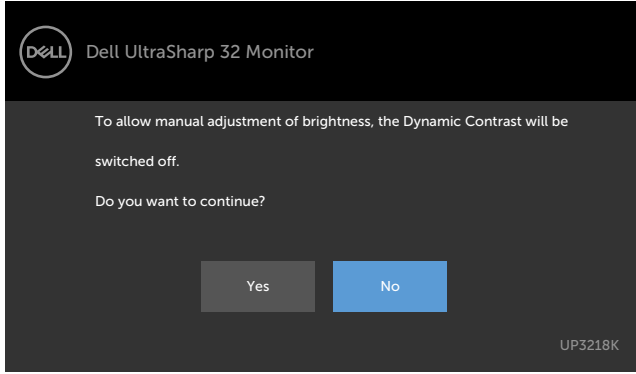 DELL
Dell UltraSharp 32 Monitor
To allow manual adjustment of brightness, the Dynamic Contrast will be
switched off.
Do you want to continue?
Yes
No
UP3218K